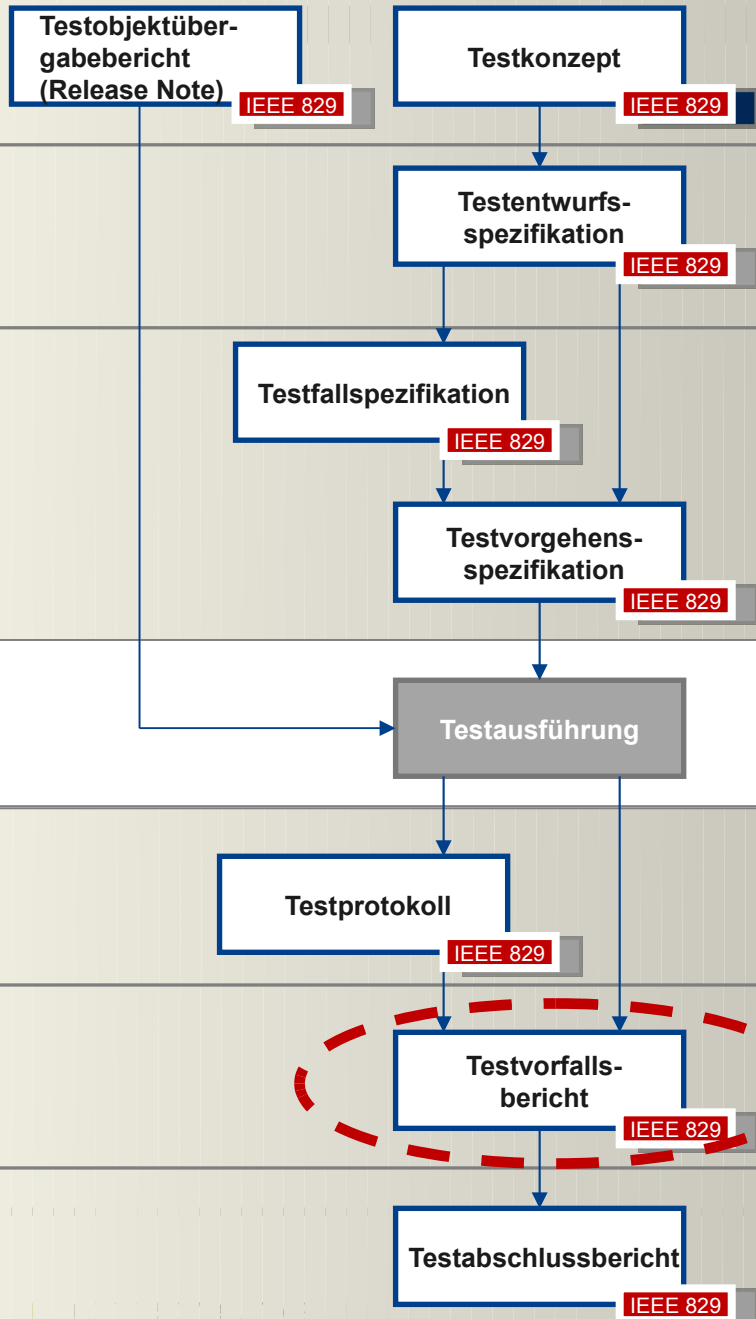 Testobjektüber-
gabebericht
(Release Note)
IEEE 829
Testkonzept
IEEE 829
Testentwurfs-
spezifikation
IEEE 829
Testfallspezifikation
IEEE 829
Testvorgehens-
spezifikation
IEEE 829
Testausführung
Testprotokoll
IEEE 829
Testvorfalls-
bericht
IEEE 829
Testabschlussbericht
IEEE 829